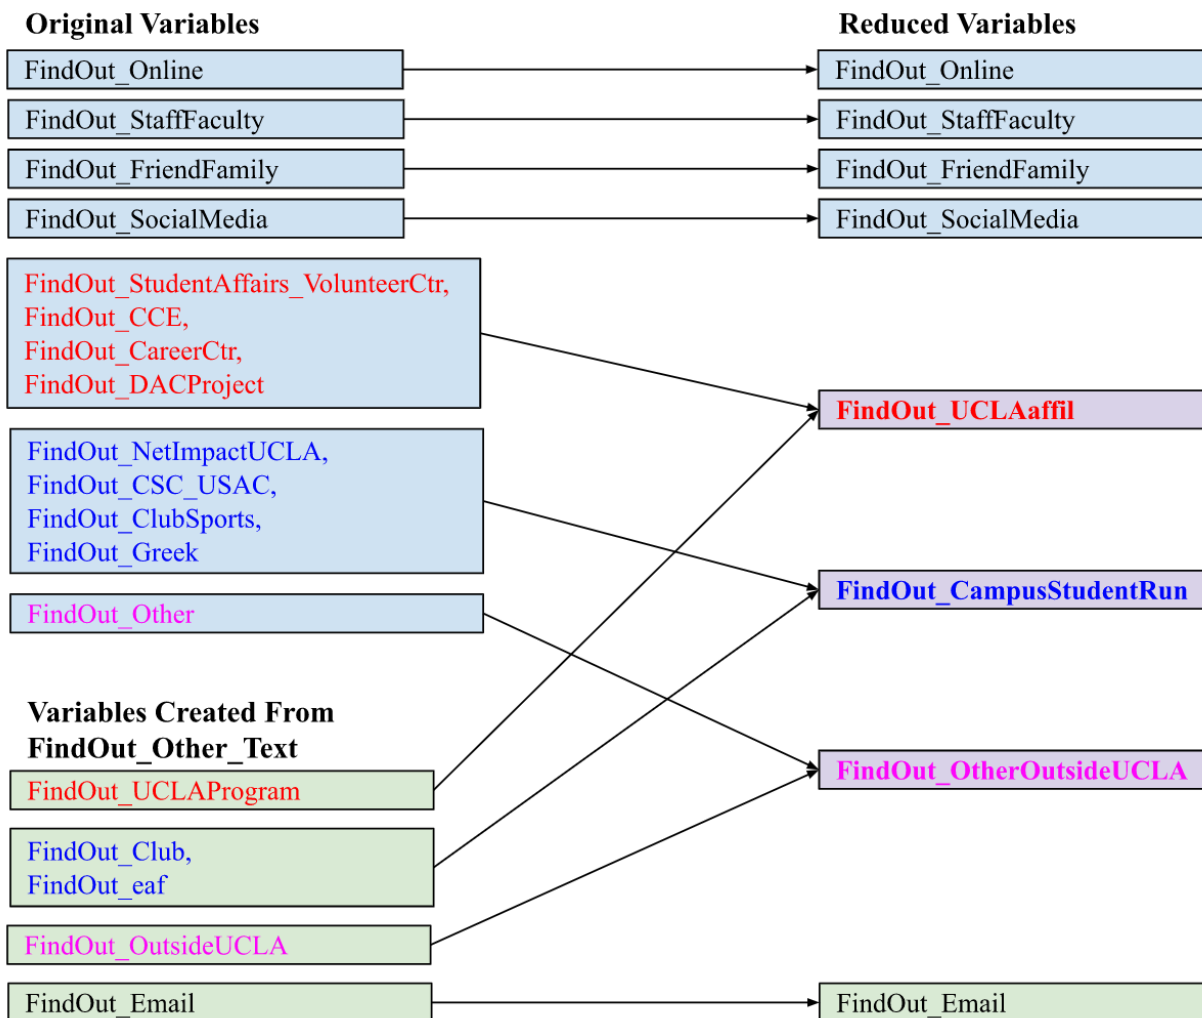 Original Variables
Reduced Variables
FindOut_Online
FindOut_Online
FindOut_StaffFaculty
FindOut_StaffFaculty
FindOut_FriendFamily
FindOut_FriendFamily
FindOut_SocialMedia
FindOut_SocialMedia
FindOut_StudentAffairs_VolunteerCtr,
FindOut_CCE,
FindOut_CareerCtr,
FindOut_DACProject
FindOut_UCLAaffil
FindOut_NetImpactUCLA,
FindOut_CSC_USAC,
FindOut_ClubSports,
FindOut_Greek
FindOut_CampusStudentRun
FindOut_Other
Variables Created From
FindOut_Other_Text
FindOut_OtherOutsideUCLA
FindOut_UCLAProgram
FindOut_Club,
FindOut_eaf
FindOut_OutsideUCLA
FindOut_Email
FindOut_Email